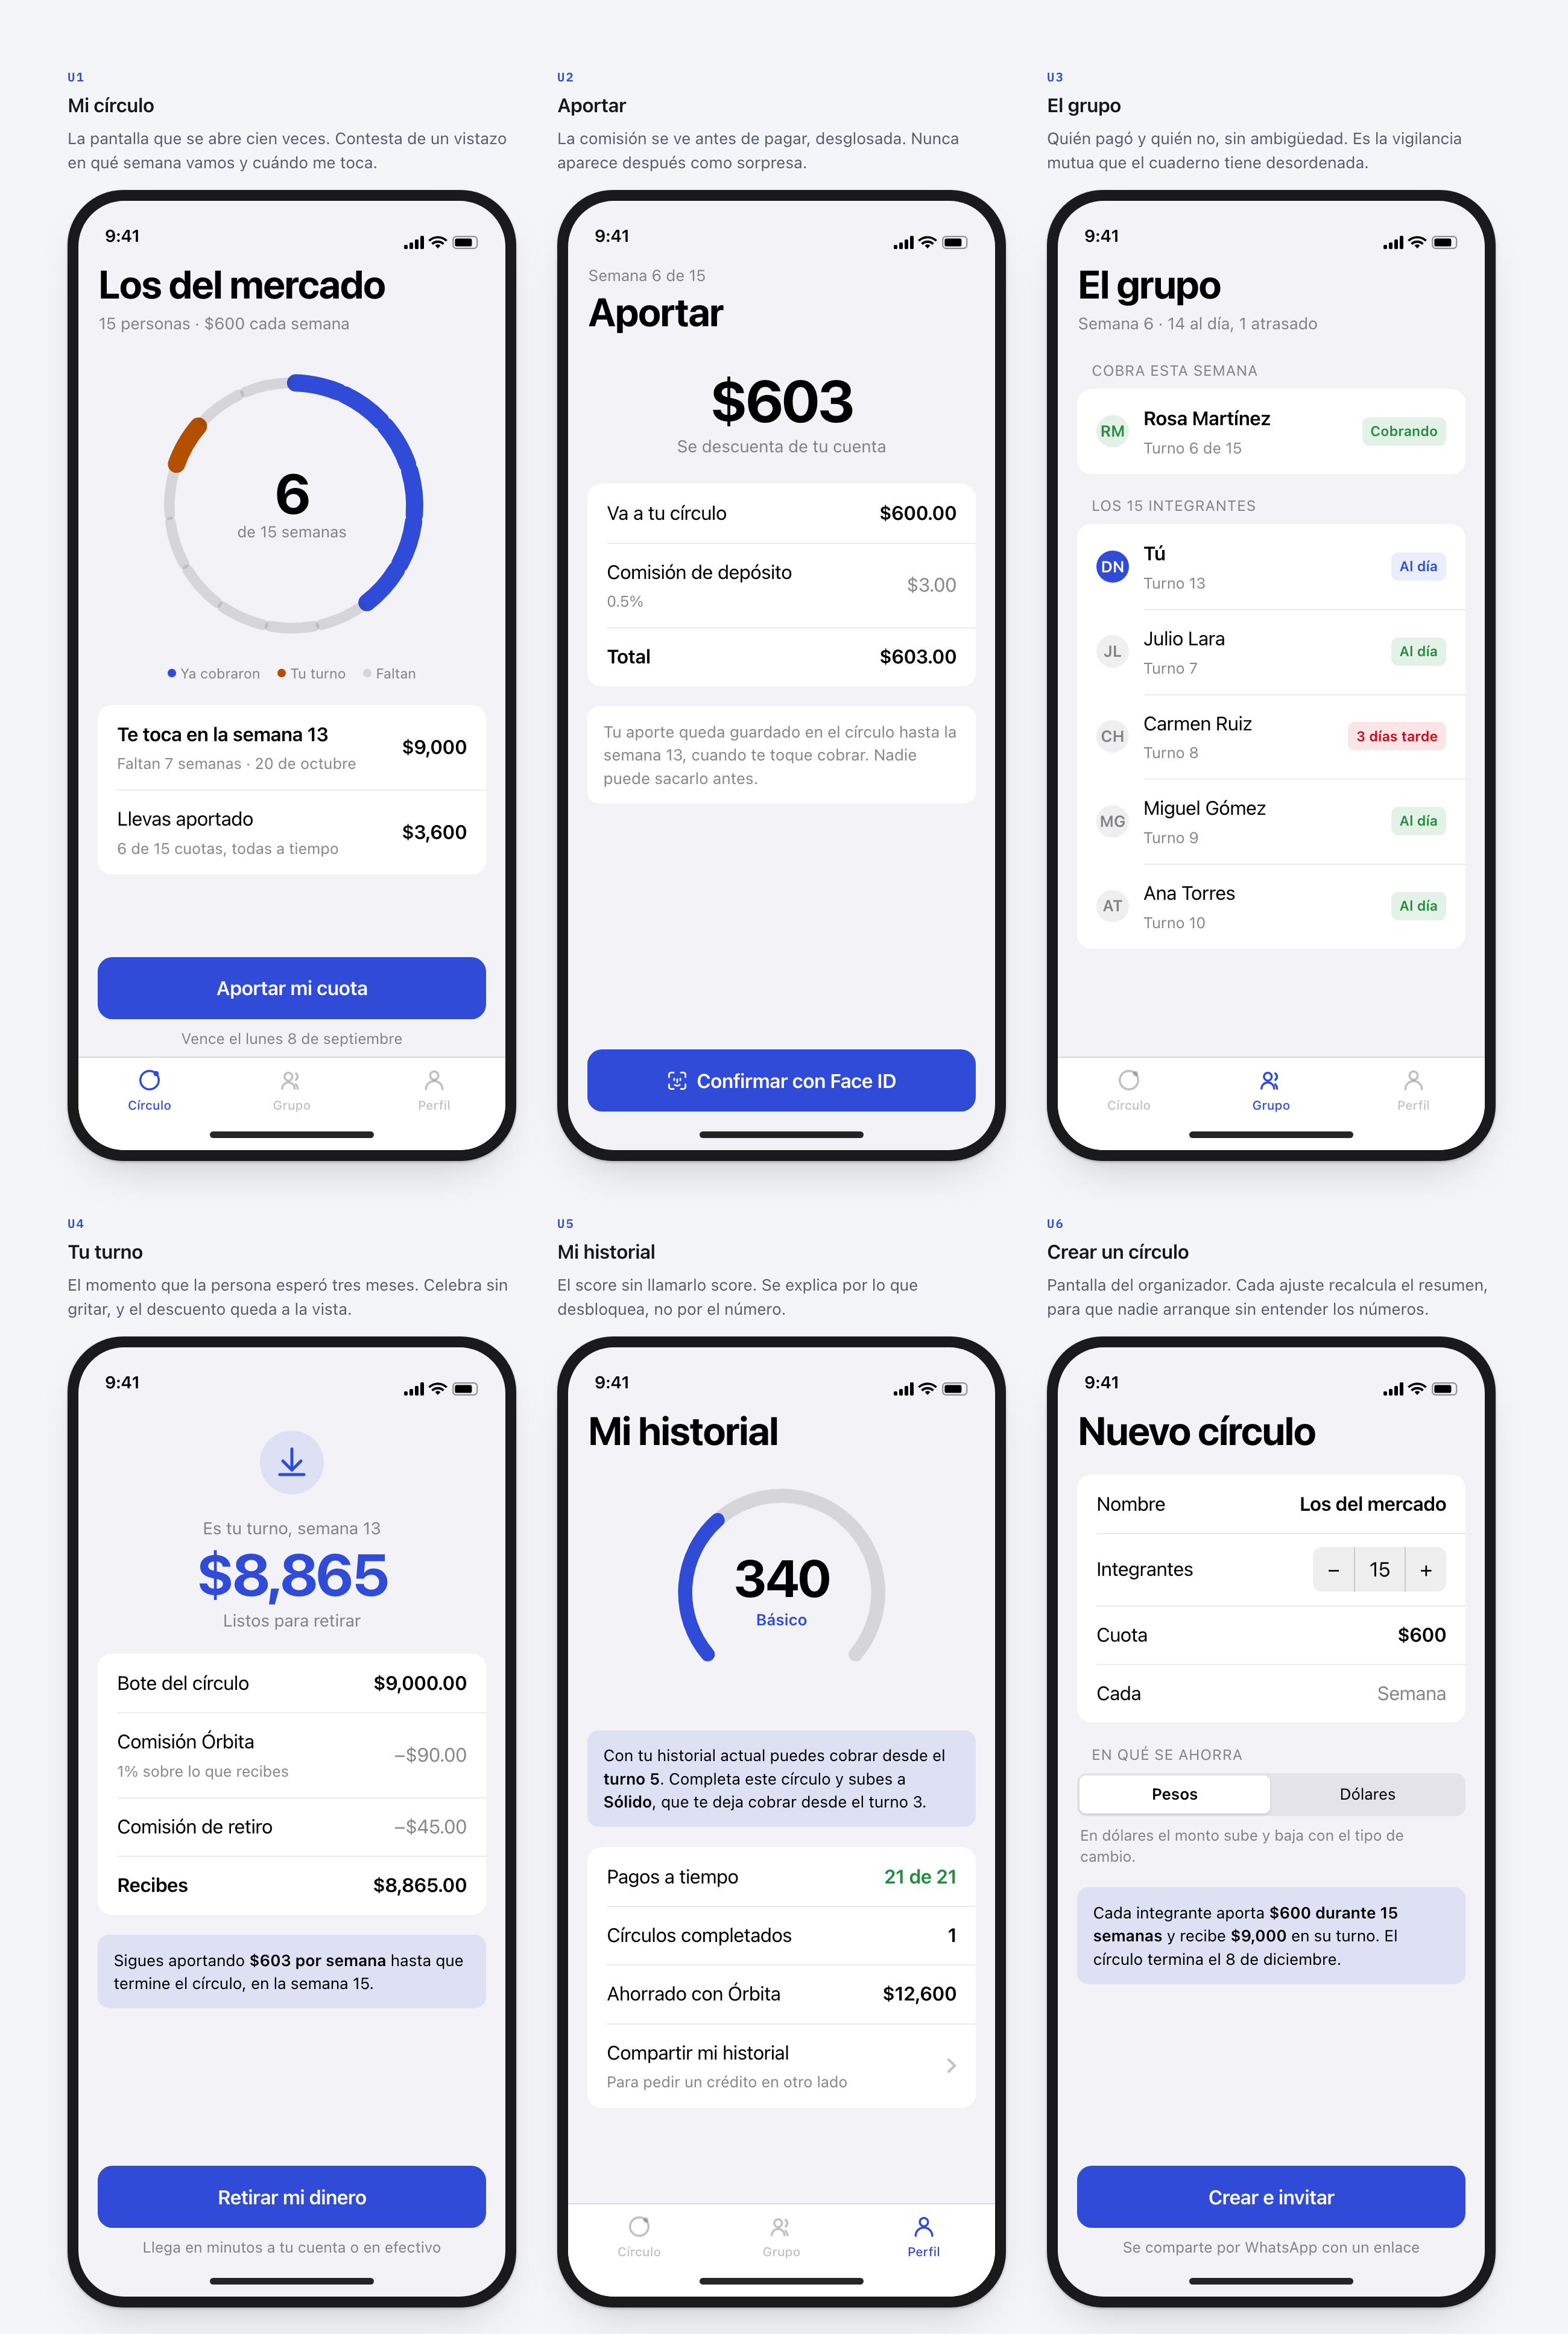 U1
Mi círculo
La pantalla que se abre cien veces. Contesta de un vistazo
en qué semana vamos y cuándo me toca.
9:41
Los del mercado
15 personas · $600 cada semana
6
de 15 semanas
Ya cobraron
Tu turno
Faltan
Te toca en la semana 13
Faltan 7 semanas · 20 de octubre
$9,000
Llevas aportado
6 de 15 cuotas, todas a tiempo
$3,600
Aportar mi cuota
Vence el lunes 8 de septiembre
Círculo
Grupo
Perfil
U2
Aportar
La comisión se ve antes de pagar, desglosada. Nunca
aparece después como sorpresa.
9:41
Semana 6 de 15
Aportar
$603
Se descuenta de tu cuenta
Va a tu círculo
$600.00
Comisión de depósito
0.5%
$3.00
Total
$603.00
Tu aporte queda guardado en el círculo hasta la
semana 13, cuando te toque cobrar. Nadie
puede sacarlo antes.
Confirmar con Face ID
U3
El grupo
Quién pagó y quién no, sin ambigüedad. Es la vigilancia
mutua que el cuaderno tiene desordenada.
9:41
El grupo
Semana 6 · 14 al día, 1 atrasado
COBRA ESTA SEMANA
RM
Rosa Martínez
Turno 6 de 15
Cobrando
LOS 15 INTEGRANTES
DN
Tú
Turno 13
Al día
JL
Julio Lara
Turno 7
Al día
CH
Carmen Ruiz
Turno 8
3 días tarde
MG
Miguel Gómez
Turno 9
Al día
AT
Ana Torres
Turno 10
Al día
Círculo
Grupo
Perfil
U4
Tu turno
El momento que la persona esperó tres meses. Celebra sin
gritar, y el descuento queda a la vista.
9:41
Es tu turno, semana 13
$8,865
Listos para retirar
Bote del círculo
$9,000.00
Comisión Órbita
1% sobre lo que recibes
–$90.00
Comisión de retiro
–$45.00
Recibes
$8,865.00
Sigues aportando $603 por semana hasta que
termine el círculo, en la semana 15.
Retirar mi dinero
Llega en minutos a tu cuenta o en efectivo
U5
Mi historial
El score sin llamarlo score. Se explica por lo que
desbloquea, no por el número.
9:41
Mi historial
340
Básico
Con tu historial actual puedes cobrar desde el
turno 5. Completa este círculo y subes a
Sólido, que te deja cobrar desde el turno 3.
Pagos a tiempo
21 de 21
Círculos completados
1
Ahorrado con Órbita
$12,600
Compartir mi historial
Para pedir un crédito en otro lado
Círculo
Grupo
Perfil
U6
Crear un círculo
Pantalla del organizador. Cada ajuste recalcula el resumen,
para que nadie arranque sin entender los números.
9:41
Nuevo círculo
Nombre
Los del mercado
Integrantes
– 15 +
Cuota
$600
Cada
Semana
EN QUÉ SE AHORRA
Pesos
Dólares
En dólares el monto sube y baja con el tipo de
cambio.
Cada integrante aporta $600 durante 15
semanas y recibe $9,000 en su turno. El
círculo termina el 8 de diciembre.
Crear e invitar
Se comparte por WhatsApp con un enlace